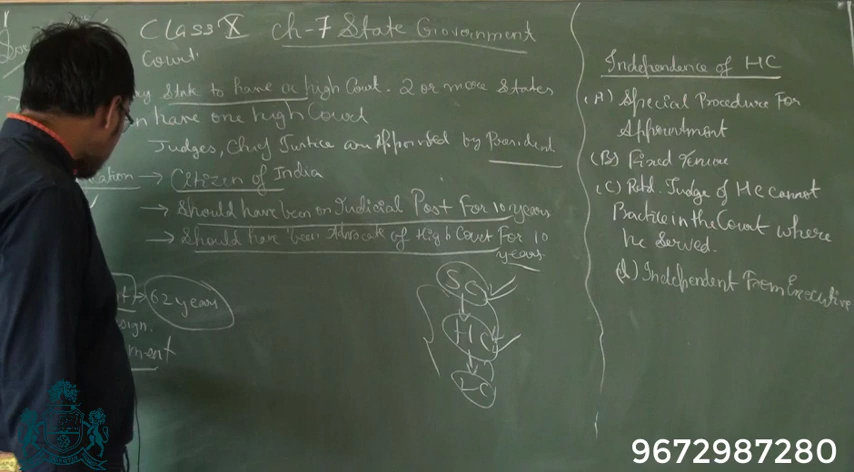 Class X ch-7 State Government
Court
State to have a high Court. 2 or more States
have one high Court
Judges, Chief Justice are appointed by President
→ Citizen of India
→ Should have been on Judicial Post For 10 years
→ Should have been Advocate of High Court For 10
years
→ 62 years
sign.
ment
SC
HC
Independence of HC
(A) Special Procedure For
Appointment
(B) Fixed Tenure
(C) Retd. Judge of HC cannot
Practice in the Court where
he Served.
(d) Independent From Executive
9672987280